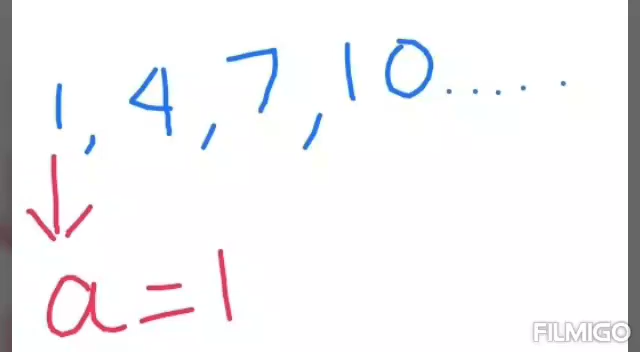 1, 4, 7, 10.....
a = 1
FILMIGO